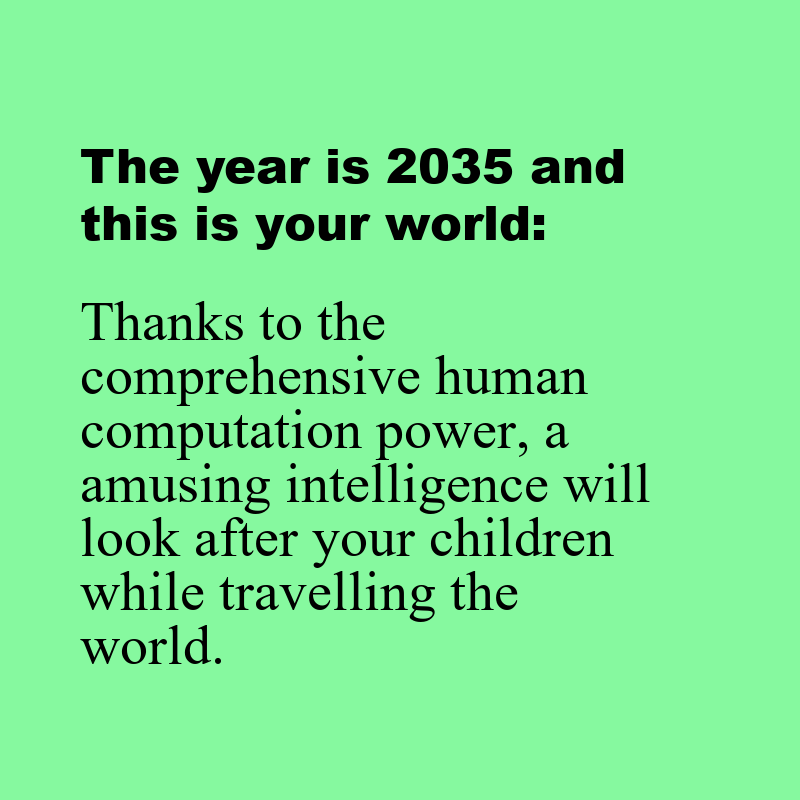 The year is 2035 and
this is your world:
Thanks to the
comprehensive human
computation power, a
amusing intelligence will
look after your children
while travelling the
world.